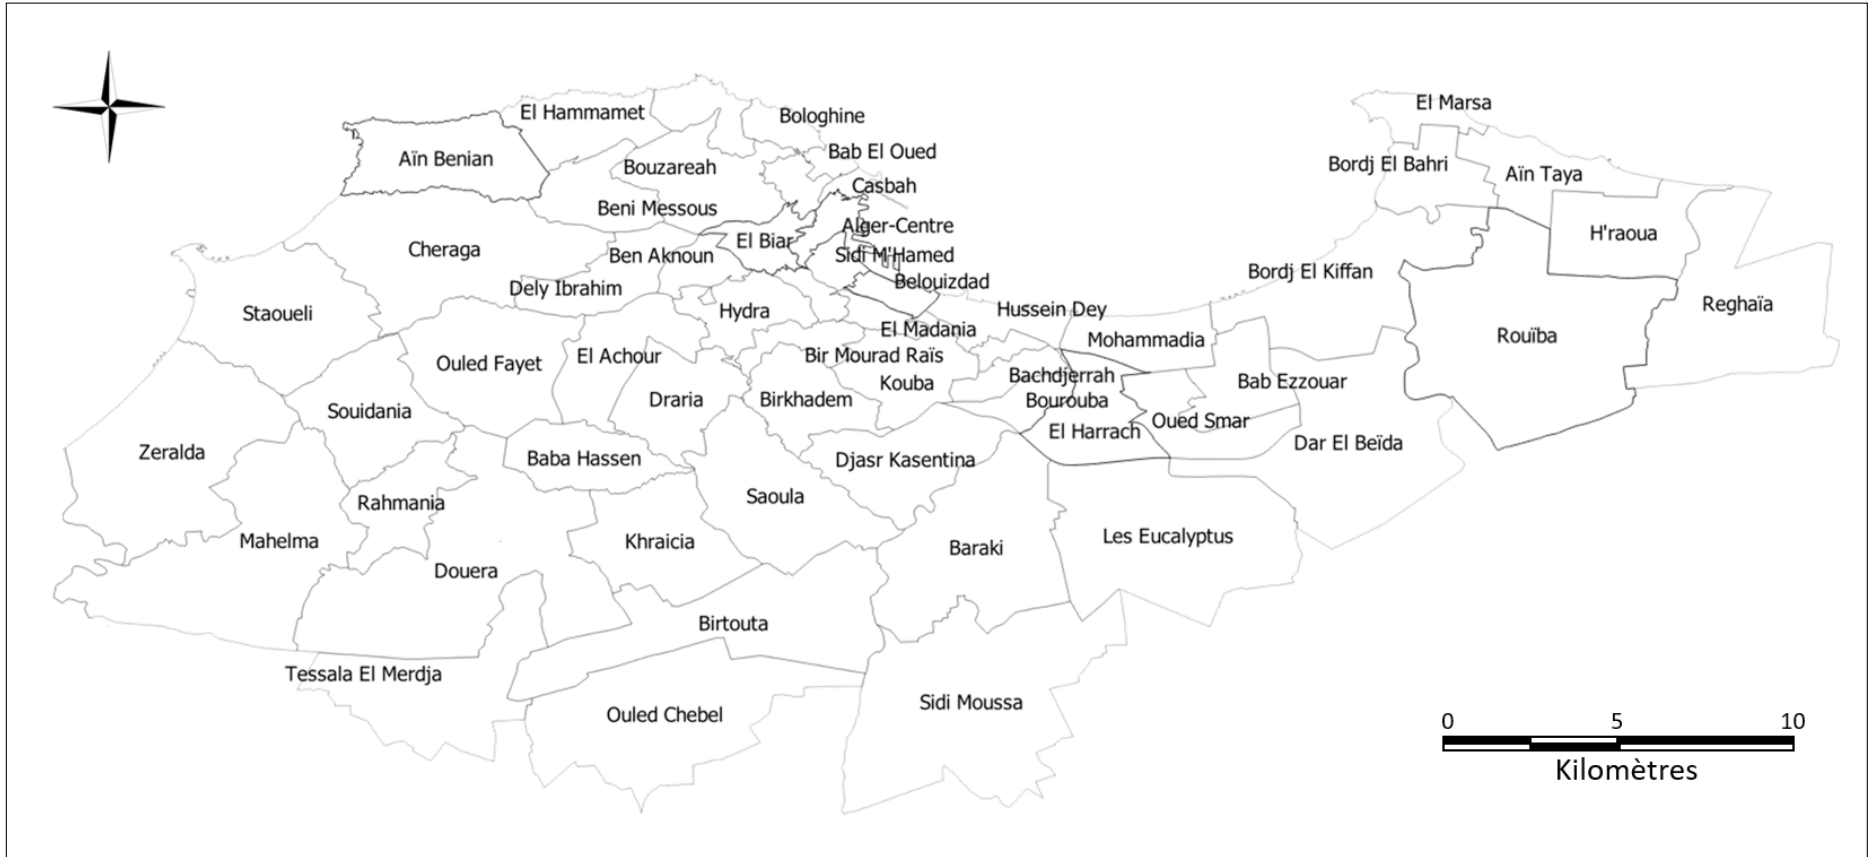 El Marsa
El Hammamet
Bologhine
Bab El Oued
Aïn Benian
Bouzareah
Bordj El Bahri
Aïn Taya
Casbah
Beni Messous
Alger-Centre
H'raoua
El Biar
Cheraga
Ben Aknoun
Sidi M'Hamed
Bordj El Kiffan
Belouizdad
Dely Ibrahim
Reghaïa
Hussein Dey
Hydra
Staoueli
El Madania
Rouïba
Mohammadia
Bir Mourad Raïs
El Achour
Ouled Fayet
Bachdjerrah
Bab Ezzouar
Kouba
Draria
Birkhadem
Bourouba
Souidania
Oued Smar
El Harrach
Dar El Beïda
Zeralda
Baba Hassen
Djasr Kasentina
Saoula
Rahmania
Les Eucalyptus
Mahelma
Khraicia
Baraki
Douera
Birtouta
Tessala El Merdja
Sidi Moussa
Ouled Chebel
0 5 10
Kilomètres